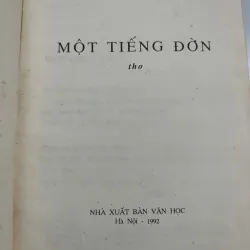 MỘT TIẾNG ĐỜN
thơ
NHÀ XUẤT BẢN VĂN HỌC
Hà Nội - 1992